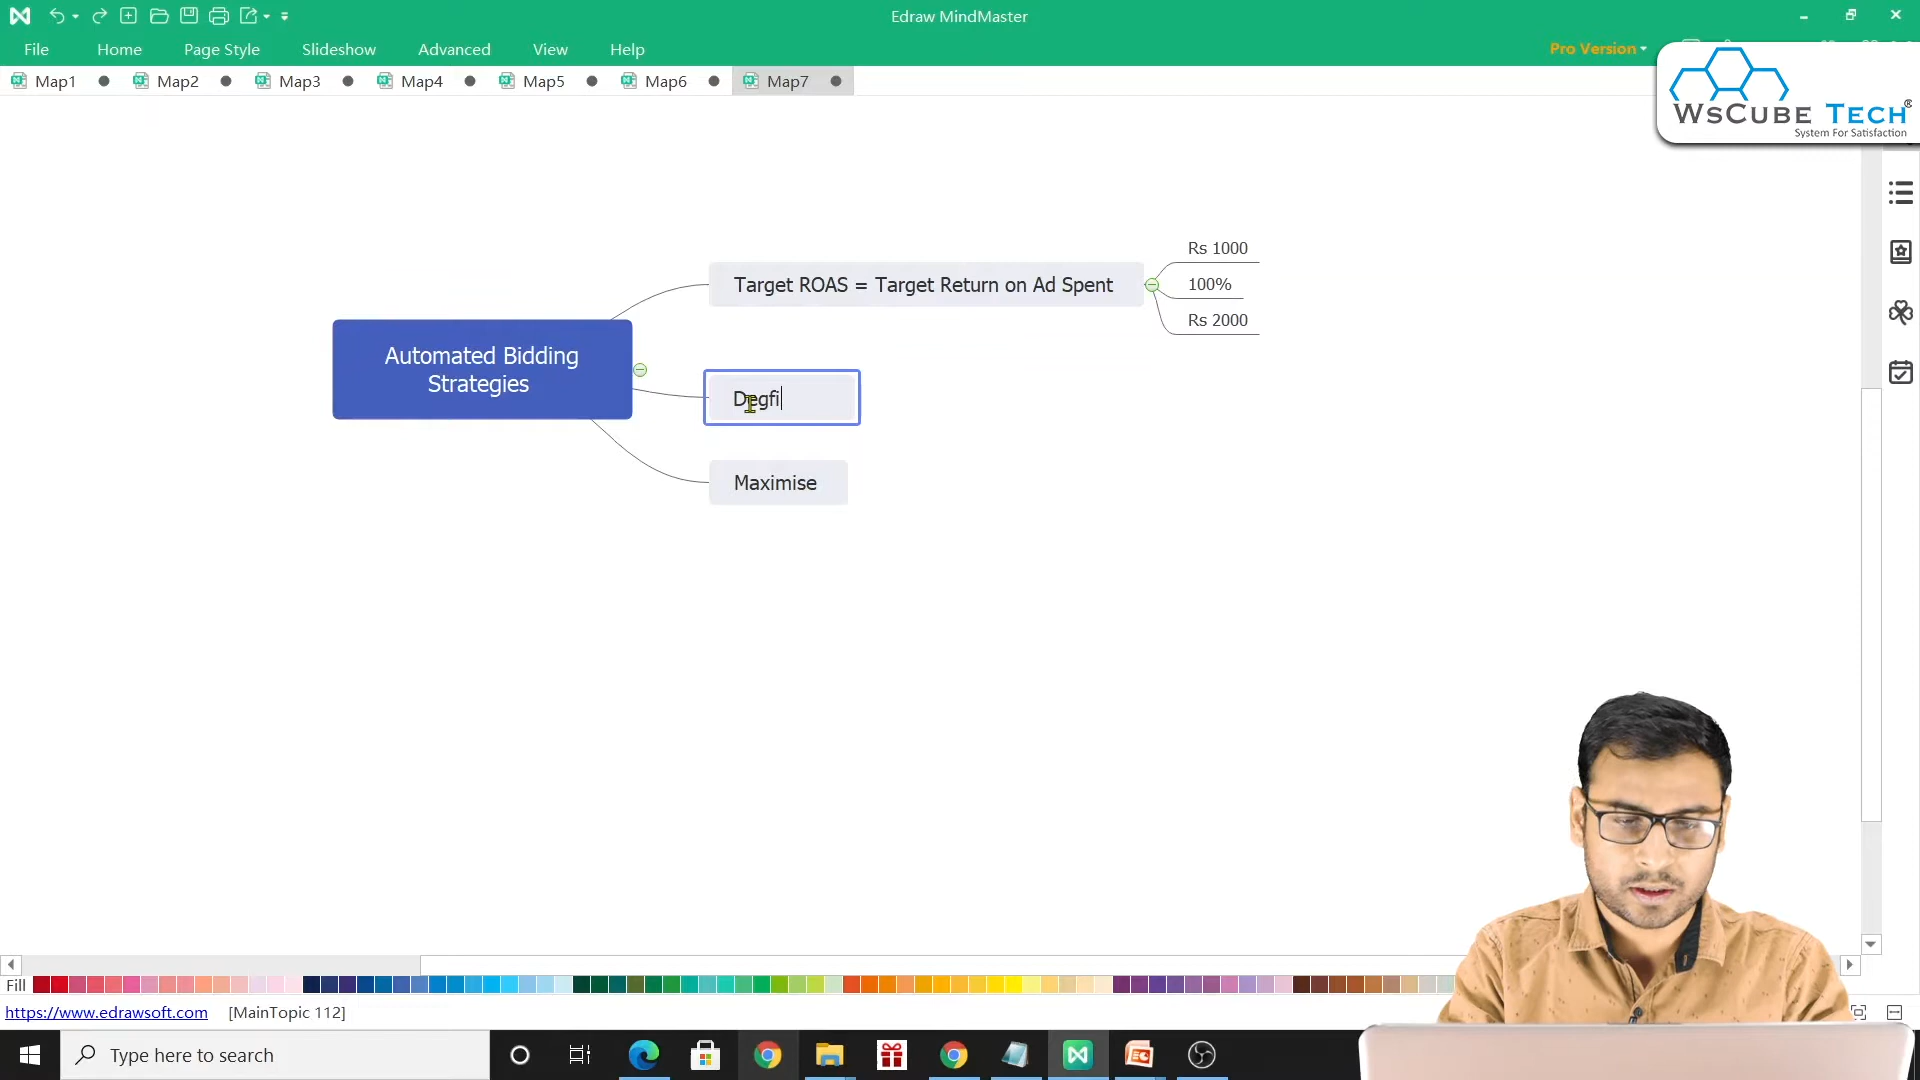 Edraw MindMaster
File Home Page Style Slideshow Advanced View Help
Pro Version
Map1 Map2 Map3 Map4 Map5 Map6 Map7
WsCube Tech®
System For Satisfaction
Rs 1000
Target ROAS = Target Return on Ad Spent
100%
Rs 2000
Automated Bidding
Strategies
Degfi
Maximise
Fill
https://www.edrawsoft.com [MainTopic 112]
Type here to search